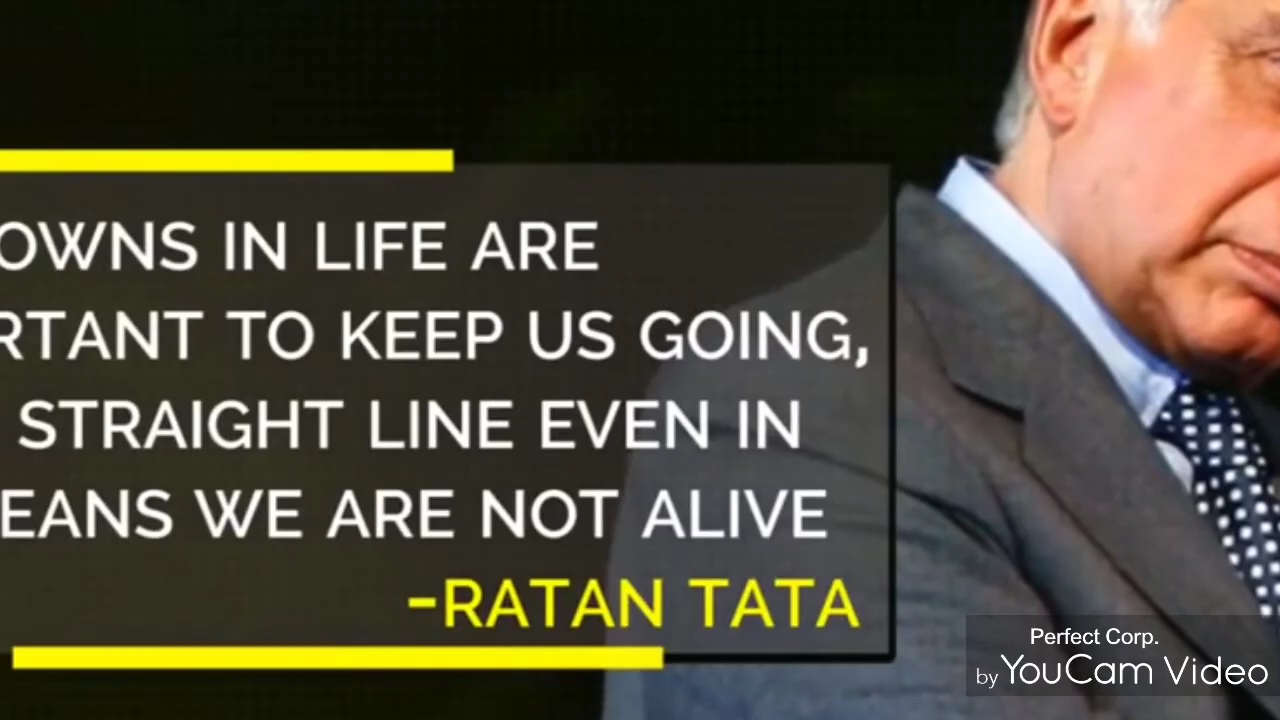 OWNS IN LIFE ARE
RTANT TO KEEP US GOING,
STRAIGHT LINE EVEN IN
EANS WE ARE NOT ALIVE
-RATAN TATA
Perfect Corp.
by YouCam Video